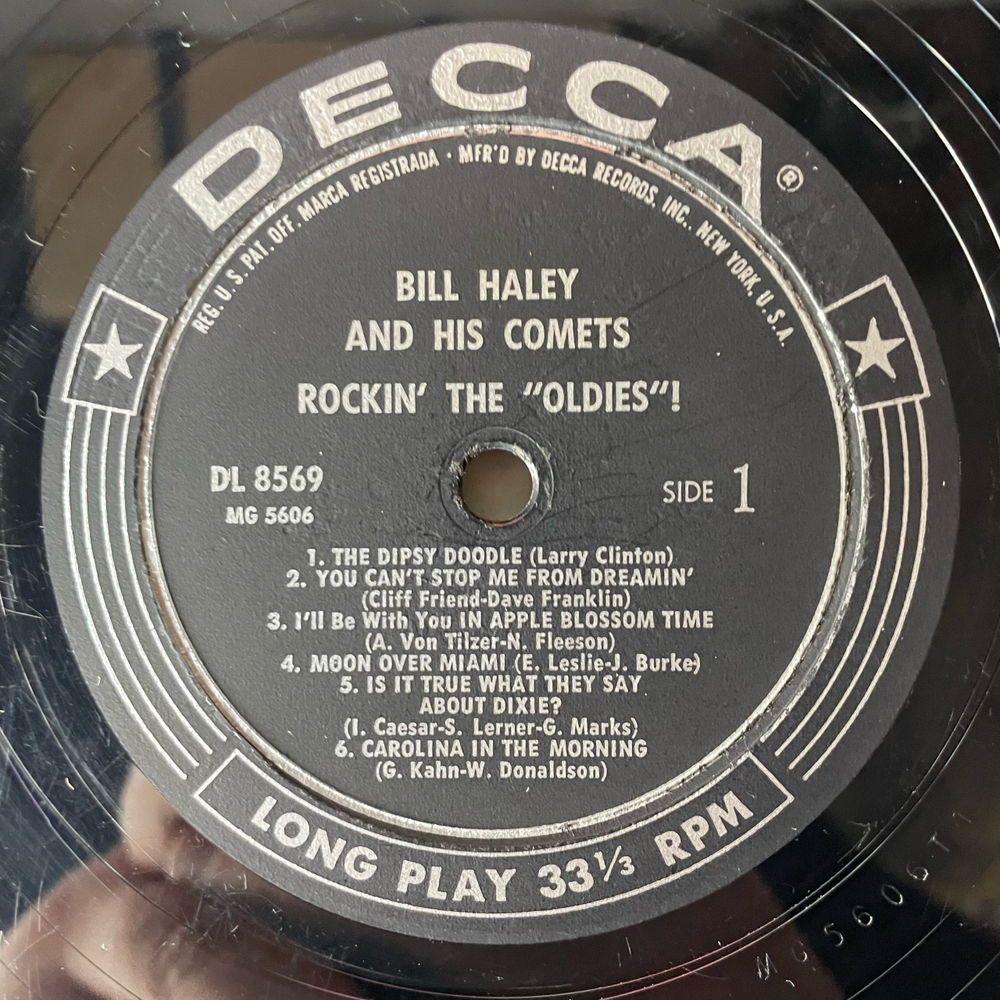 DECCA®
REG. U. S. PAT. OFF. MARCA REGISTRADA · MFR'D BY DECCA RECORDS, INC., NEW YORK, U.S.A.
BILL HALEY
AND HIS COMETS
ROCKIN' THE "OLDIES"!
DL 8569
MG 5606
SIDE 1
1. THE DIPSY DOODLE (Larry Clinton)
2. YOU CAN'T STOP ME FROM DREAMIN'
(Cliff Friend-Dave Franklin)
3. I'll Be With You IN APPLE BLOSSOM TIME
(A. Von Tilzer-N. Fleeson)
4. MOON OVER MIAMI (E. Leslie-J. Burke)
5. IS IT TRUE WHAT THEY SAY
ABOUT DIXIE?
(I. Caesar-S. Lerner-G. Marks)
6. CAROLINA IN THE MORNING
(G. Kahn-W. Donaldson)
LONG PLAY 33⅓ RPM
MG5606T1